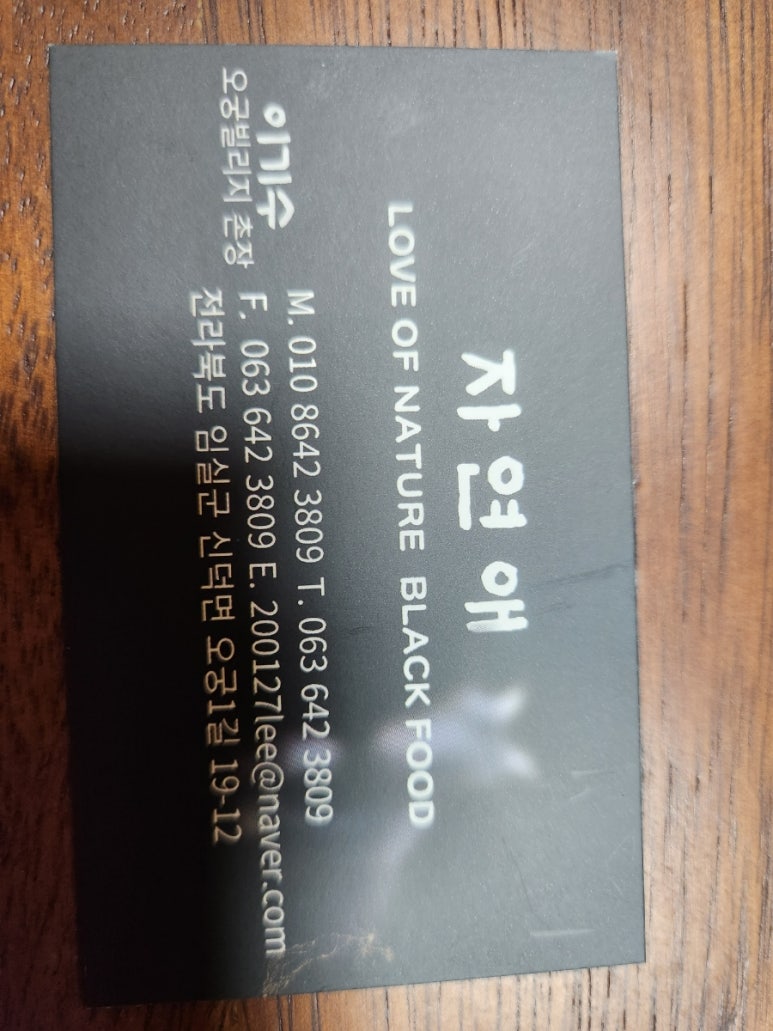 자연애
LOVE OF NATURE BLACK FOOD
이기수
오궁빌리지 촌장
M. 010 8642 3809 T. 063 642 3809
F. 063 642 3809 E. 200127lee@naver.com
전라북도 임실군 신덕면 오궁1길 19-12